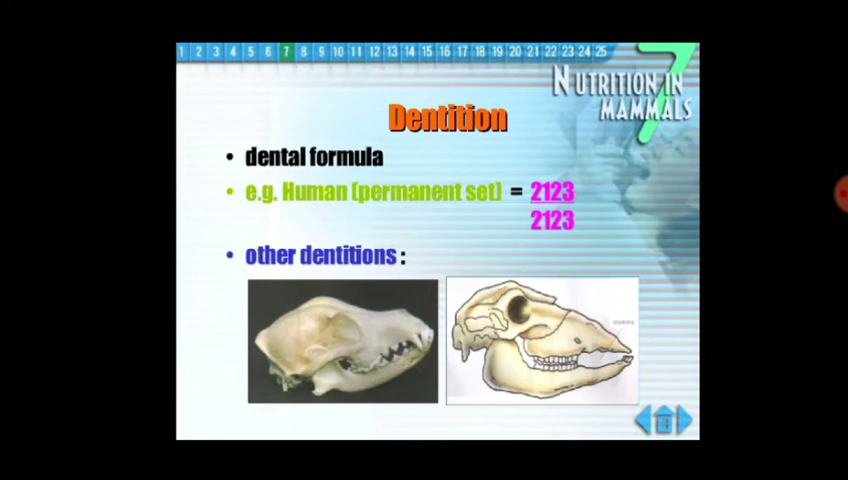 1 2 3 4 5 6 7 8 9 10 11 12 13 14 15 16 17 18 19 20 21 22 23 24 25
7
NUTRITION IN
MAMMALS
Dentition
• dental formula
• e.g. Human (permanent set) = 2123
2123
• other dentitions :